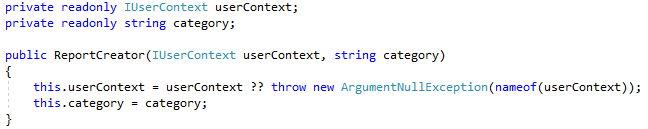 private readonly IUserContext userContext;
private readonly string category;
public ReportCreator(IUserContext userContext, string category)
{
this.userContext = userContext ?? throw new ArgumentNullException(nameof(userContext));
this.category = category;
}